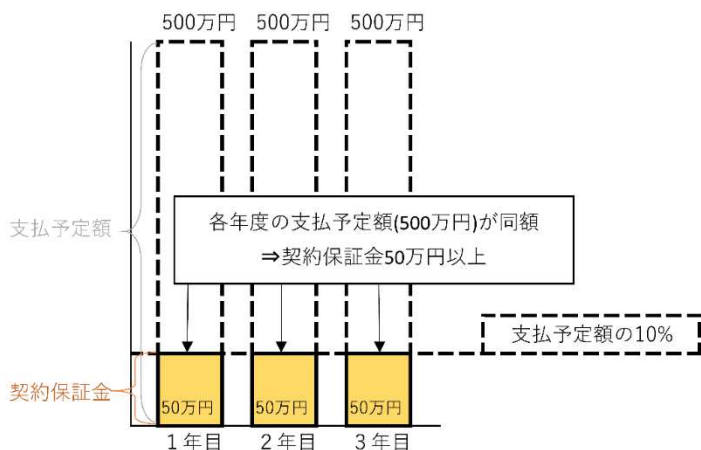 500万円 500万円 500万円
支払予定額
各年度の支払予定額(500万円)が同額
⇒契約保証金50万円以上
支払予定額の10%
契約保証金
50万円 50万円 50万円
1年目 2年目 3年目